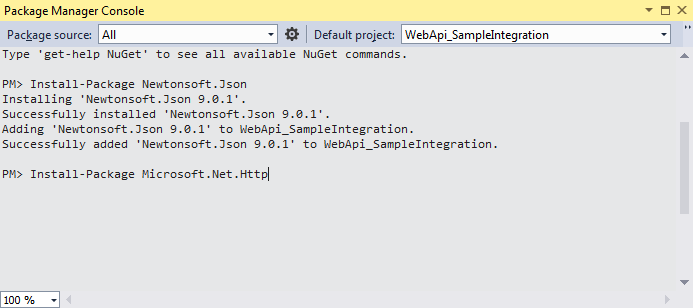 Package Manager Console
Package source: All Default project: WebApi_SampleIntegration
Type 'get-help NuGet' to see all available NuGet commands.
PM> Install-Package Newtonsoft.Json
Installing 'Newtonsoft.Json 9.0.1'.
Successfully installed 'Newtonsoft.Json 9.0.1'.
Adding 'Newtonsoft.Json 9.0.1' to WebApi_SampleIntegration.
Successfully added 'Newtonsoft.Json 9.0.1' to WebApi_SampleIntegration.
PM> Install-Package Microsoft.Net.Http
100 %